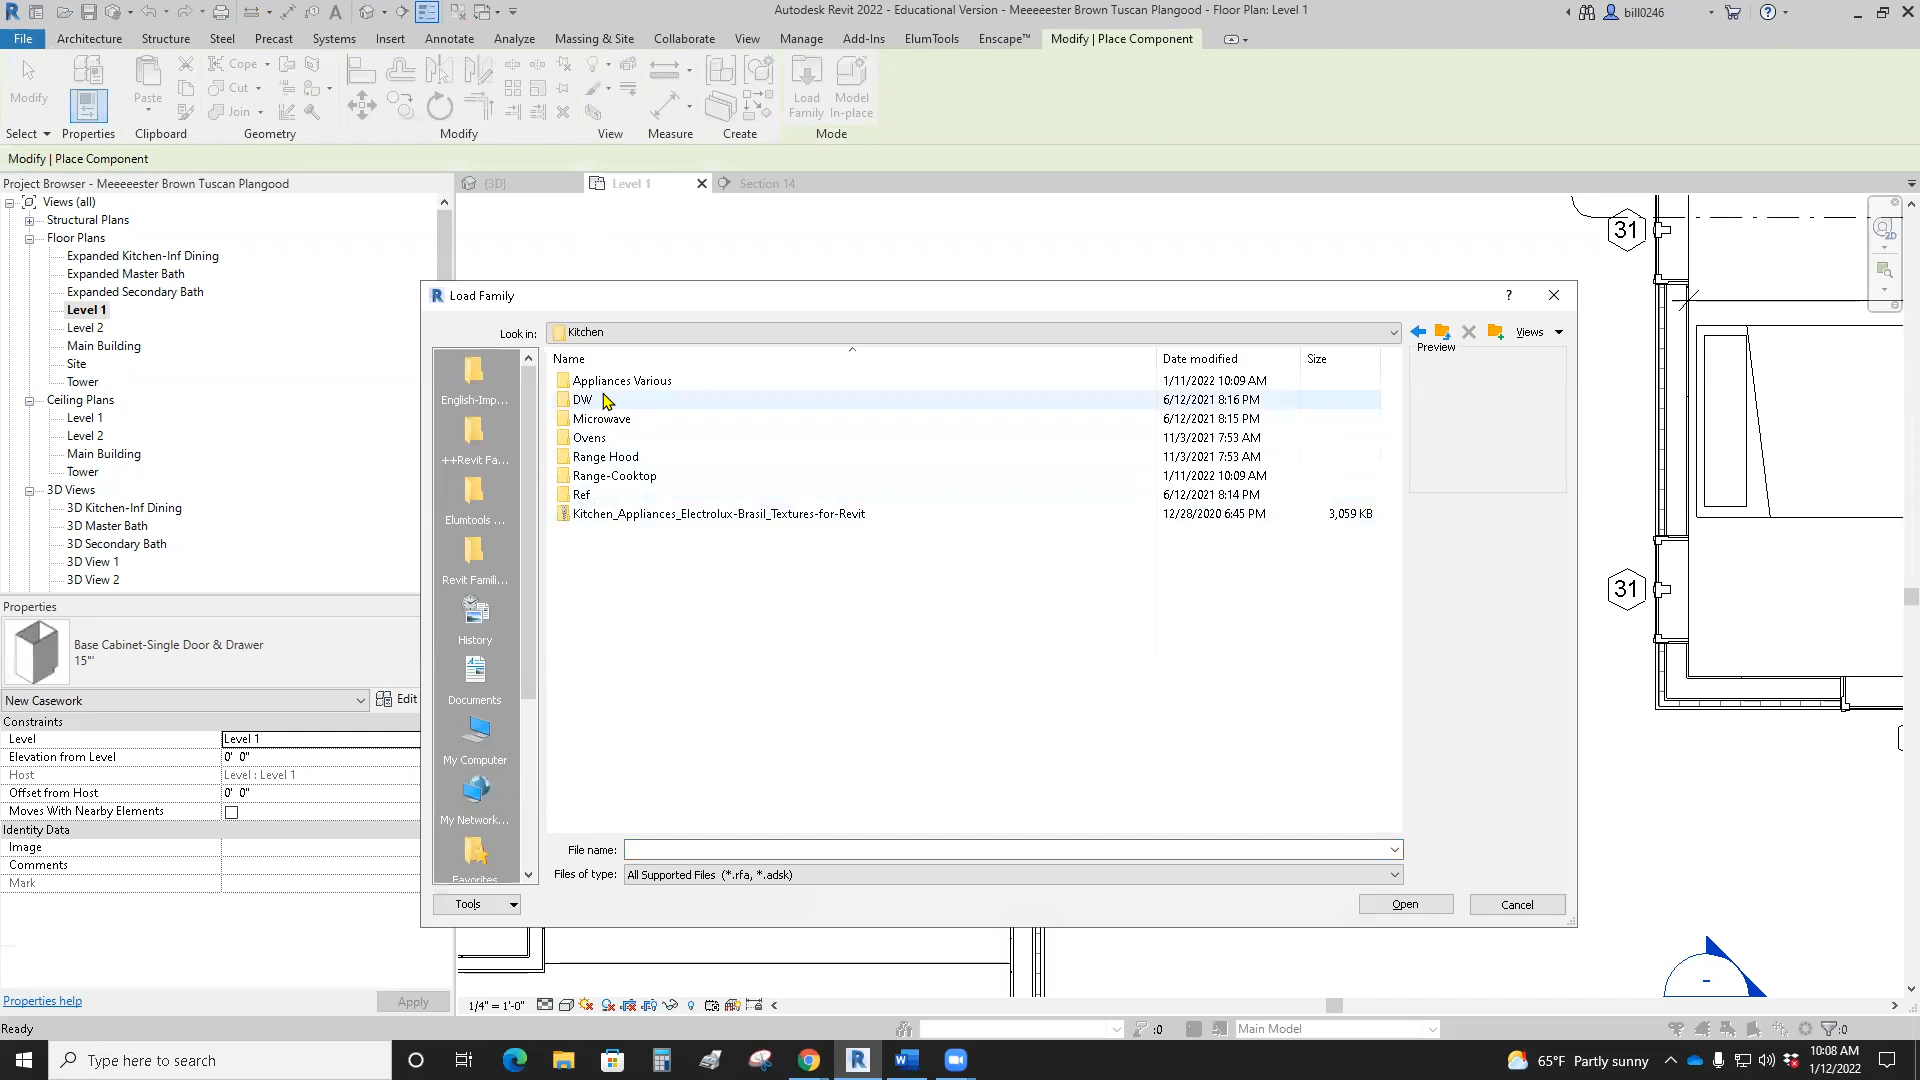 Autodesk Revit 2022 - Educational Version - Meeeeester Brown Tuscan Plangood - Floor Plan: Level 1
bill0246
File Architecture Structure Steel Precast Systems Insert Annotate Analyze Massing & Site Collaborate View Manage Add-Ins ElumTools Enscape™ Modify | Place Component
Modify
Paste
Cope
Cut
Join
Load Family
Model In-place
Select Properties Clipboard Geometry Modify View Measure Create Mode
Modify | Place Component
Project Browser - Meeeeester Brown Tuscan Plangood
{3D} Level 1 Section 14
Views (all)
Structural Plans
Floor Plans
Expanded Kitchen-Inf Dining
Expanded Master Bath
Expanded Secondary Bath
Level 1
Level 2
Main Building
Site
Tower
Ceiling Plans
Level 1
Level 2
Main Building
Tower
3D Views
3D Kitchen-Inf Dining
3D Master Bath
3D Secondary Bath
3D View 1
3D View 2
Properties
Base Cabinet-Single Door & Drawer
15"'
New Casework Edit
Constraints
Level Level 1
Elevation from Level 0' 0"
Host Level : Level 1
Offset from Host 0' 0"
Moves With Nearby Elements
Identity Data
Image
Comments
Mark
Properties help Apply
Load Family
Look in: Kitchen Views
Preview
Name Date modified Size
Appliances Various 1/11/2022 10:09 AM
DW 6/12/2021 8:16 PM
Microwave 6/12/2021 8:15 PM
Ovens 11/3/2021 7:53 AM
Range Hood 11/3/2021 7:53 AM
Range-Cooktop 1/11/2022 10:09 AM
Ref 6/12/2021 8:14 PM
Kitchen_Appliances_Electrolux-Brasil_Textures-for-Revit 12/28/2020 6:45 PM 3,059 KB
English-Imp...
++Revit Fa...
Elumtools ...
Revit Famili...
History
Documents
My Computer
My Network...
Favorites
File name:
Files of type: All Supported Files (*.rfa, *.adsk)
Tools Open Cancel
31
31
2D
1/4" = 1'-0"
Ready
:0
Main Model
:0
Type here to search
65°F Partly sunny
10:08 AM
1/12/2022